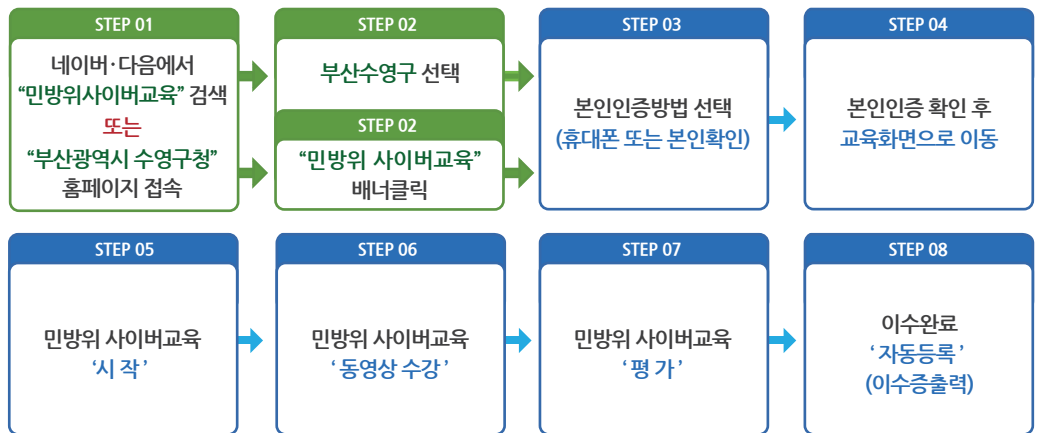 STEP 01
네이버·다음에서
“민방위사이버교육” 검색
또는
“부산광역시 수영구청”
홈페이지 접속
STEP 02
부산수영구 선택
STEP 02
“민방위 사이버교육”
배너클릭
STEP 03
본인인증방법 선택
(휴대폰 또는 본인확인)
STEP 04
본인인증 확인 후
교육화면으로 이동
STEP 05
민방위 사이버교육
‘시 작’
STEP 06
민방위 사이버교육
‘동영상 수강’
STEP 07
민방위 사이버교육
‘평 가’
STEP 08
이수완료
‘자동등록’
(이수증출력)